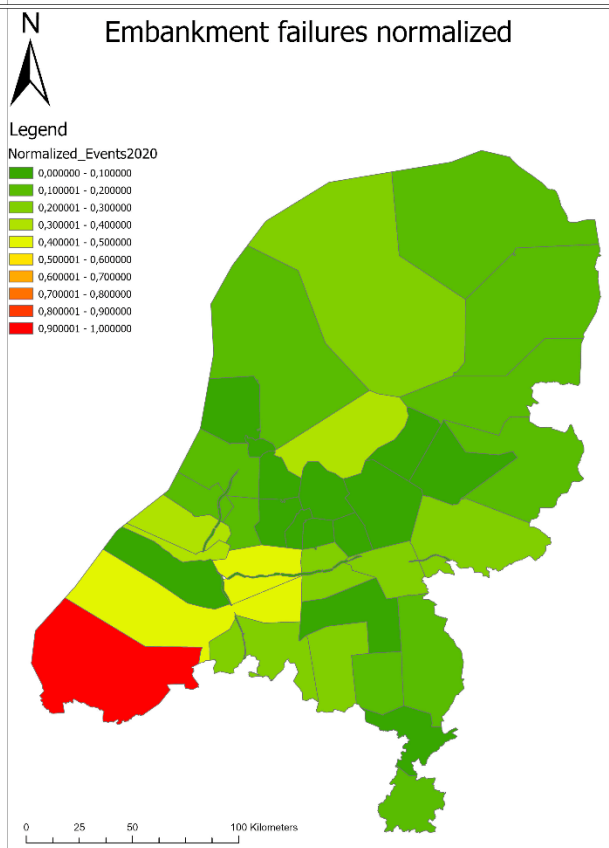 N
Embankment failures normalized
Legend
Normalized_Events2020
0,000000 - 0,100000
0,100001 - 0,200000
0,200001 - 0,300000
0,300001 - 0,400000
0,400001 - 0,500000
0,500001 - 0,600000
0,600001 - 0,700000
0,700001 - 0,800000
0,800001 - 0,900000
0,900001 - 1,000000
0 25 50 100 Kilometers